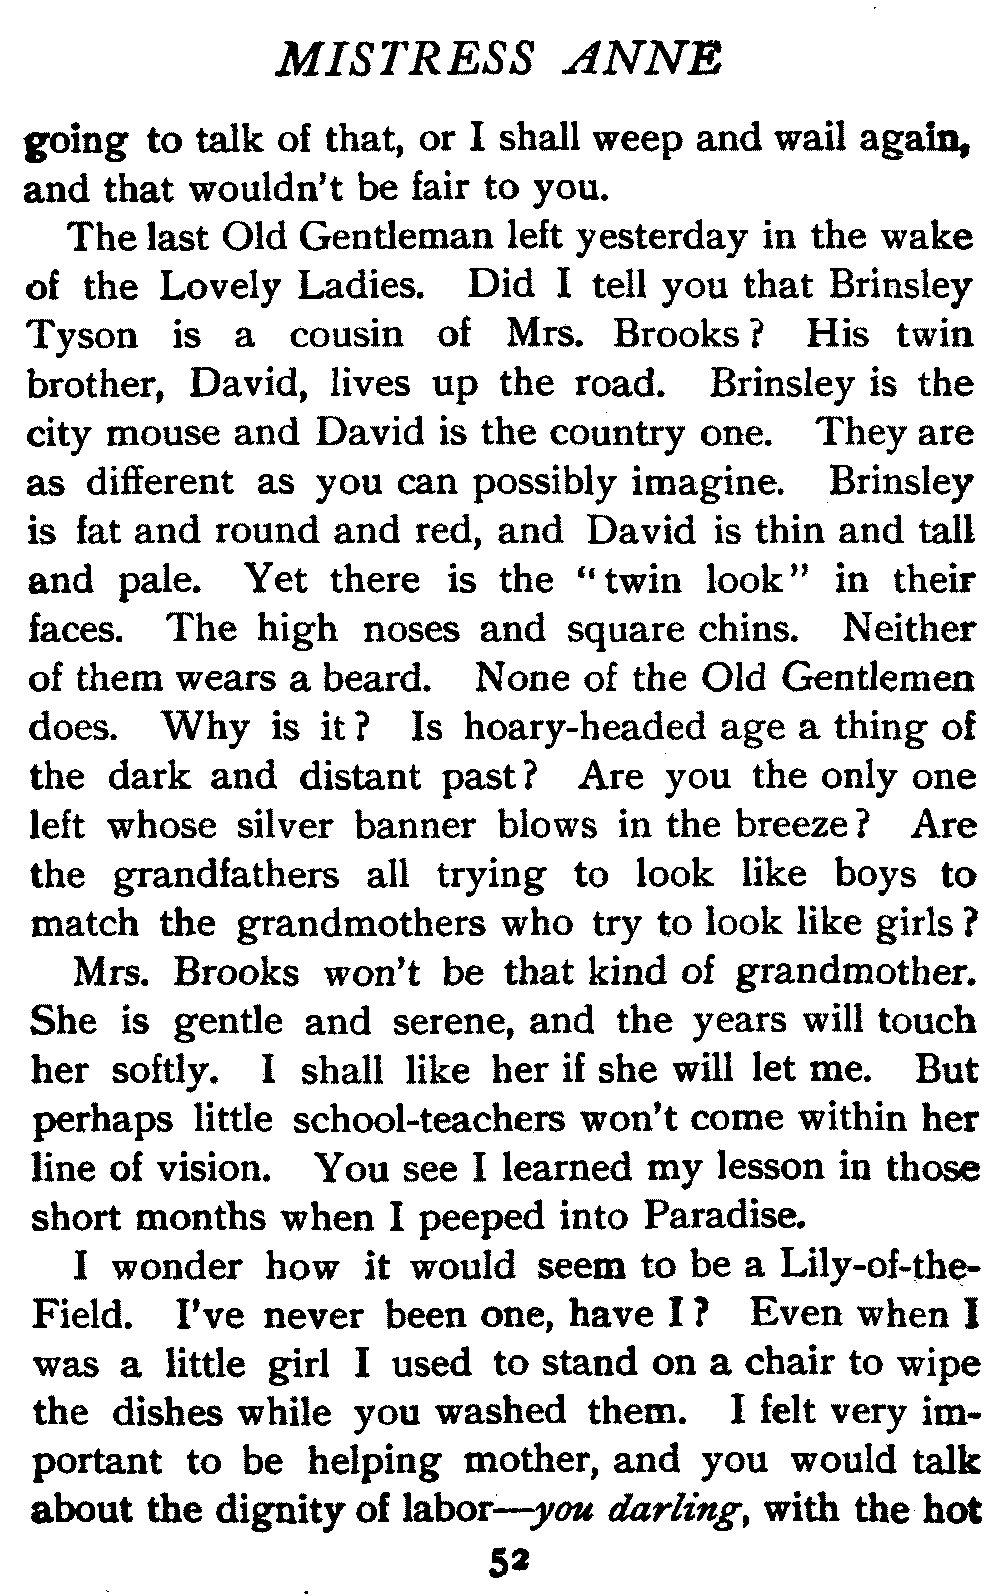 MISTRESS ANNE
going to talk of that, or I shall weep and wail again,
and that wouldn't be fair to you.
The last Old Gentleman left yesterday in the wake
of the Lovely Ladies. Did I tell you that Brinsley
Tyson is a cousin of Mrs. Brooks? His twin
brother, David, lives up the road. Brinsley is the
city mouse and David is the country one. They are
as different as you can possibly imagine. Brinsley
is fat and round and red, and David is thin and tall
and pale. Yet there is the "twin look" in their
faces. The high noses and square chins. Neither
of them wears a beard. None of the Old Gentlemen
does. Why is it? Is hoary-headed age a thing of
the dark and distant past? Are you the only one
left whose silver banner blows in the breeze? Are
the grandfathers all trying to look like boys to
match the grandmothers who try to look like girls?
Mrs. Brooks won't be that kind of grandmother.
She is gentle and serene, and the years will touch
her softly. I shall like her if she will let me. But
perhaps little school-teachers won't come within her
line of vision. You see I learned my lesson in those
short months when I peeped into Paradise.
I wonder how it would seem to be a Lily-of-the-
Field. I've never been one, have I? Even when I
was a little girl I used to stand on a chair to wipe
the dishes while you washed them. I felt very im-
portant to be helping mother, and you would talk
about the dignity of labor—you darling, with the hot
52